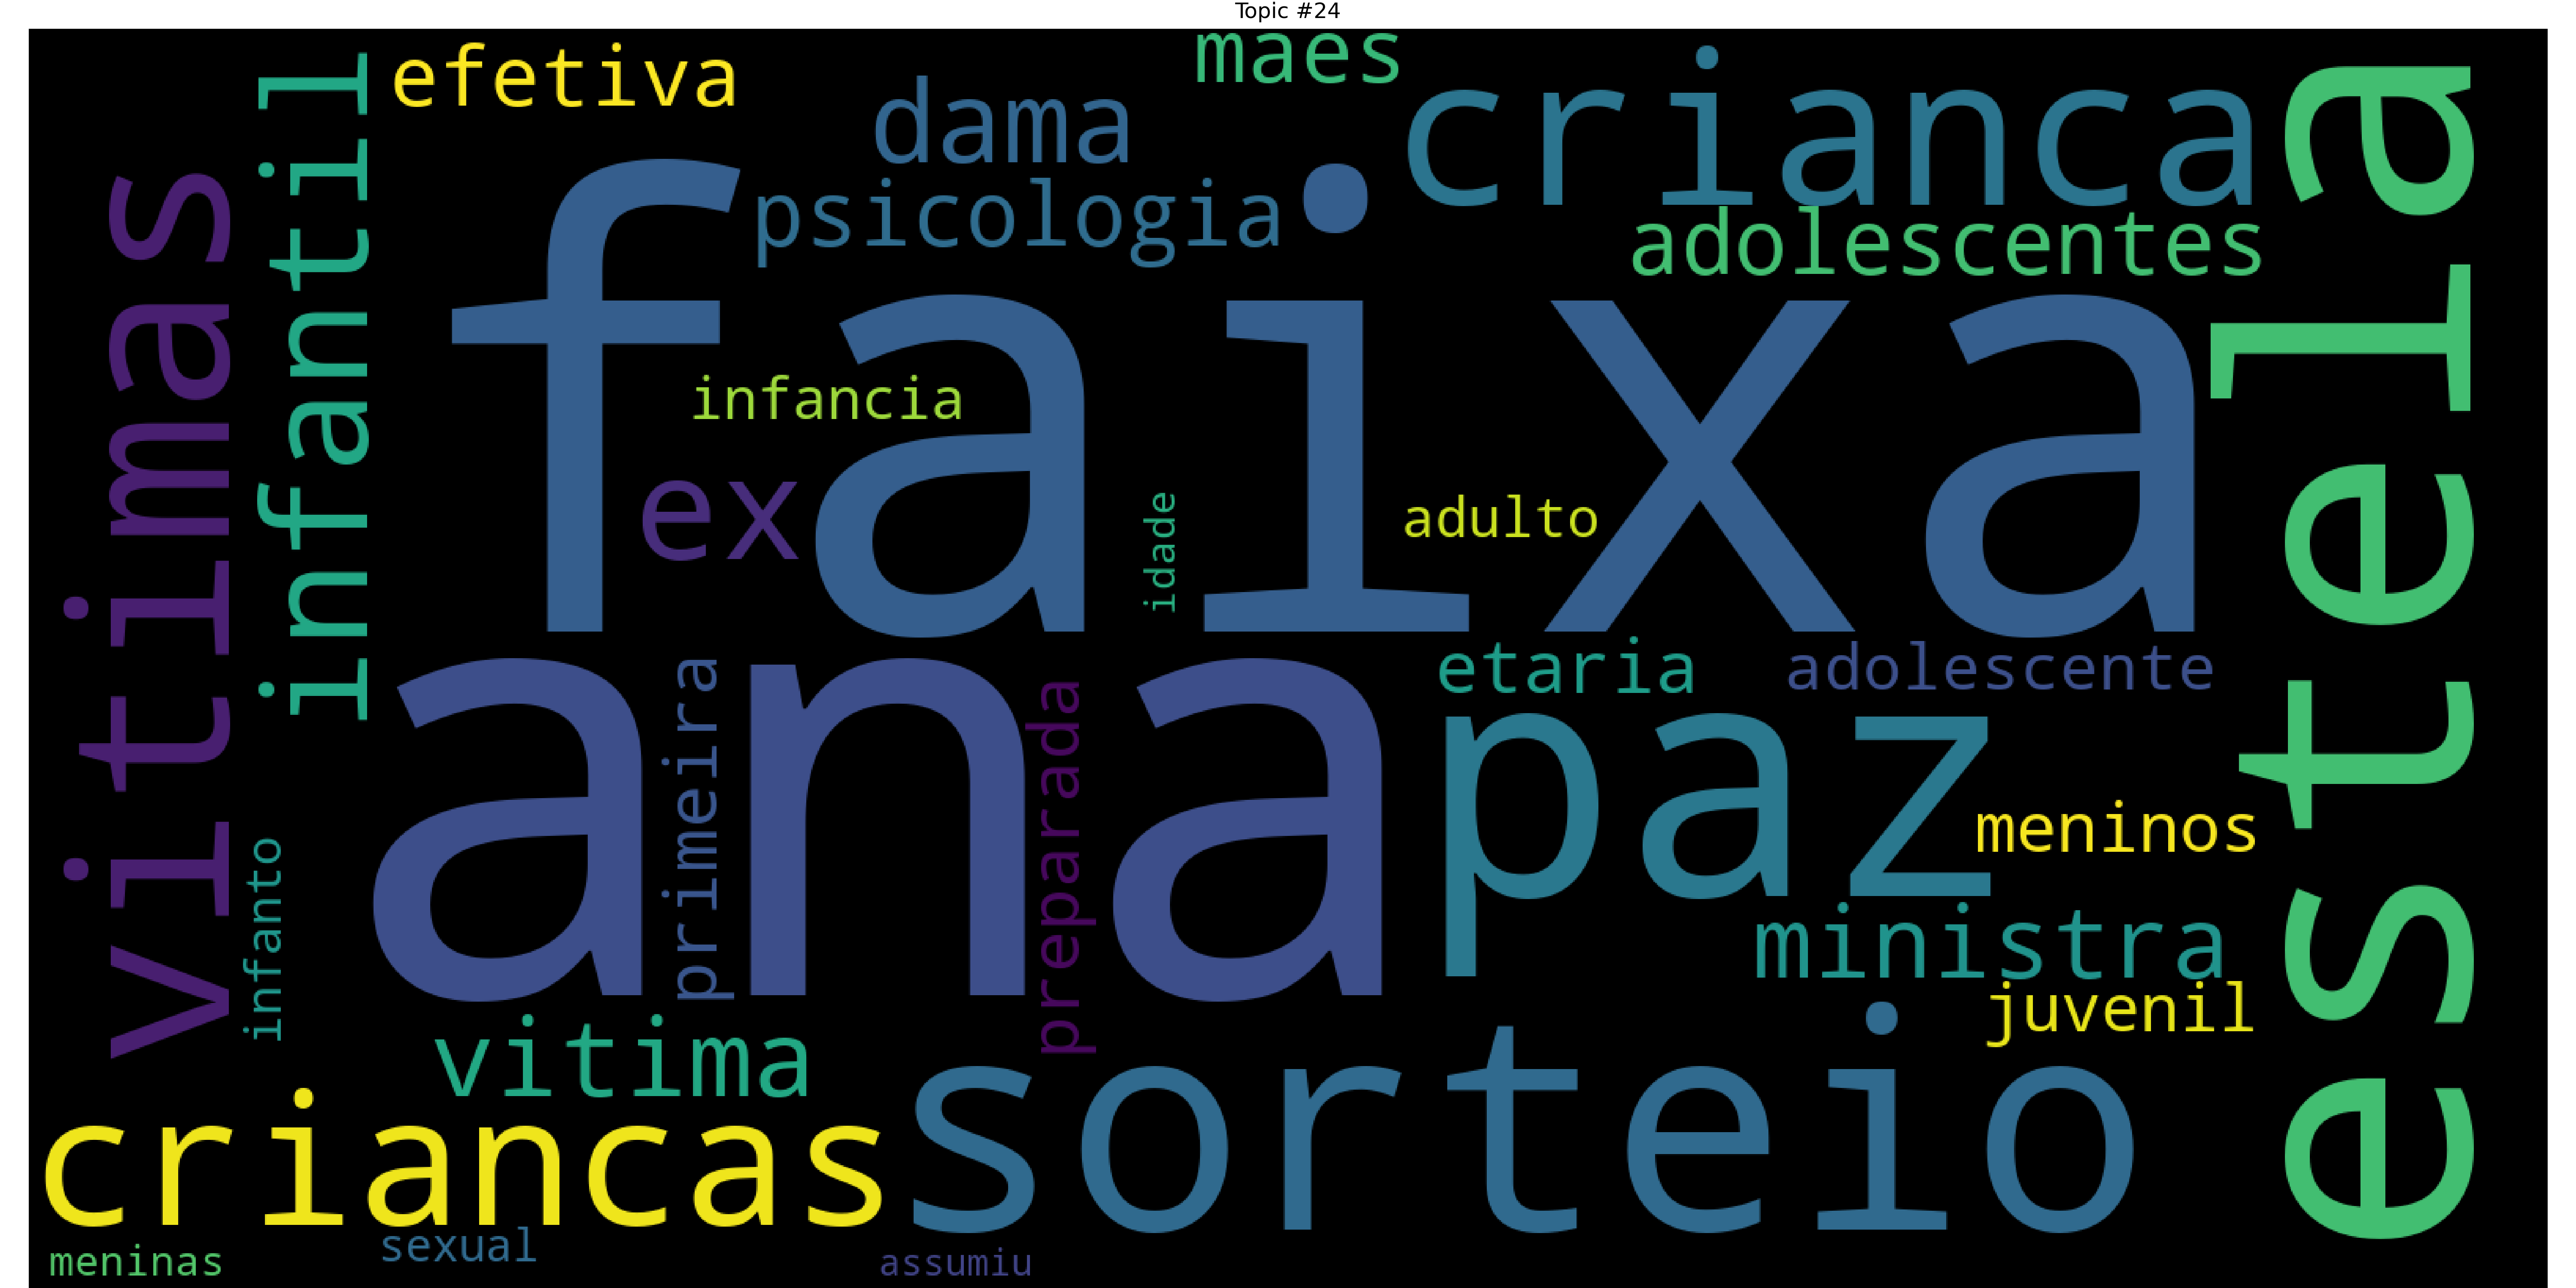 Topic #24
efetiva
maes
dama
crianca
psicologia
adolescentes
vitimas
infantil
faixa
estela
infancia
ex
idade
adulto
ana
primeira
preparada
etaria
adolescente
paz
meninos
infanto
ministra
juvenil
vitima
criancas
sorteio
sexual
meninas
assumiu